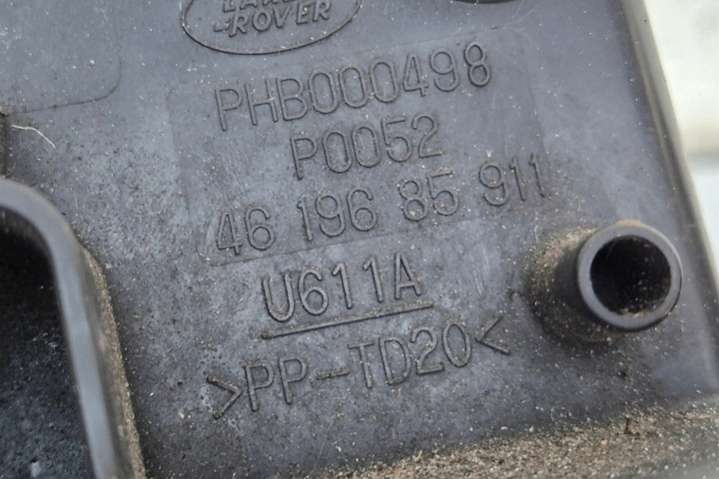 LAND
-ROVER
PHB000498
P0052
46 196 85 911
U611A
>PP-TD20<